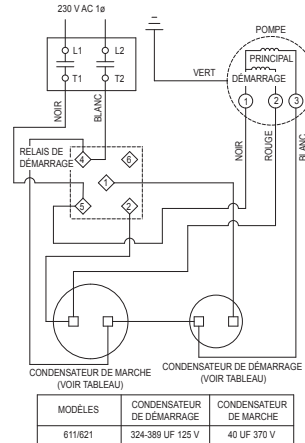 230 V AC 1ø
L1 L2
T1 T2
NOIR
BLANC
VERT
POMPE
PRINCIPAL
DÉMARRAGE
1 2 3
NOIR
ROUGE
BLANC
RELAIS DE
DÉMARRAGE
4 6
1
5 2
CONDENSATEUR DE MARCHE
(VOIR TABLEAU)
CONDENSATEUR DE DÉMARRAGE
(VOIR TABLEAU)
MODÈLES CONDENSATEUR DE DÉMARRAGE CONDENSATEUR DE MARCHE
611/621 324-389 UF 125 V 40 UF 370 V